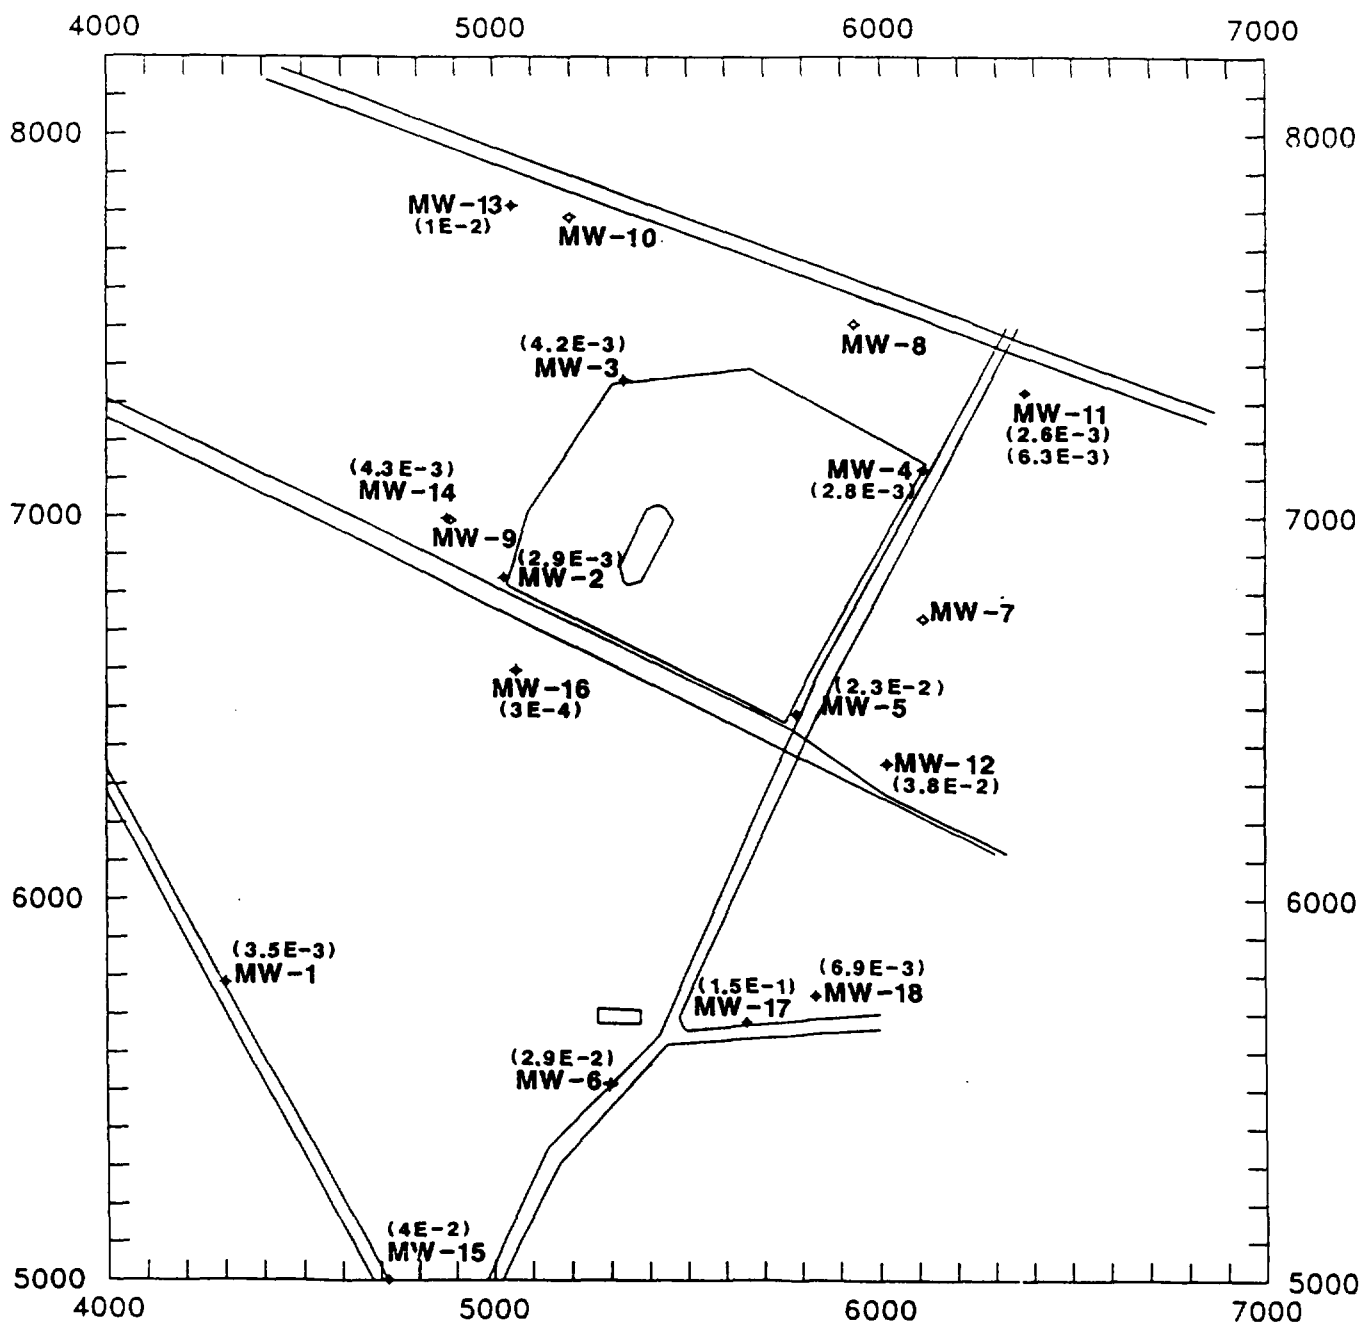 4000 5000 6000 7000
8000 8000
MW-13
(1E-2)
MW-10
(4.2E-3)
MW-3
MW-8
MW-11
(2.6E-3)
(6.3E-3)
(4.3E-3)
MW-14
MW-4
(2.8E-3)
7000 7000
MW-9
(2.9E-3)
MW-2
MW-7
MW-16
(3E-4)
(2.3E-2)
MW-5
MW-12
(3.8E-2)
6000 6000
(3.5E-3)
MW-1
(6.9E-3)
MW-18
(1.5E-1)
MW-17
(2.9E-2)
MW-6
(4E-2)
MW-15
5000 5000
4000 5000 6000 7000